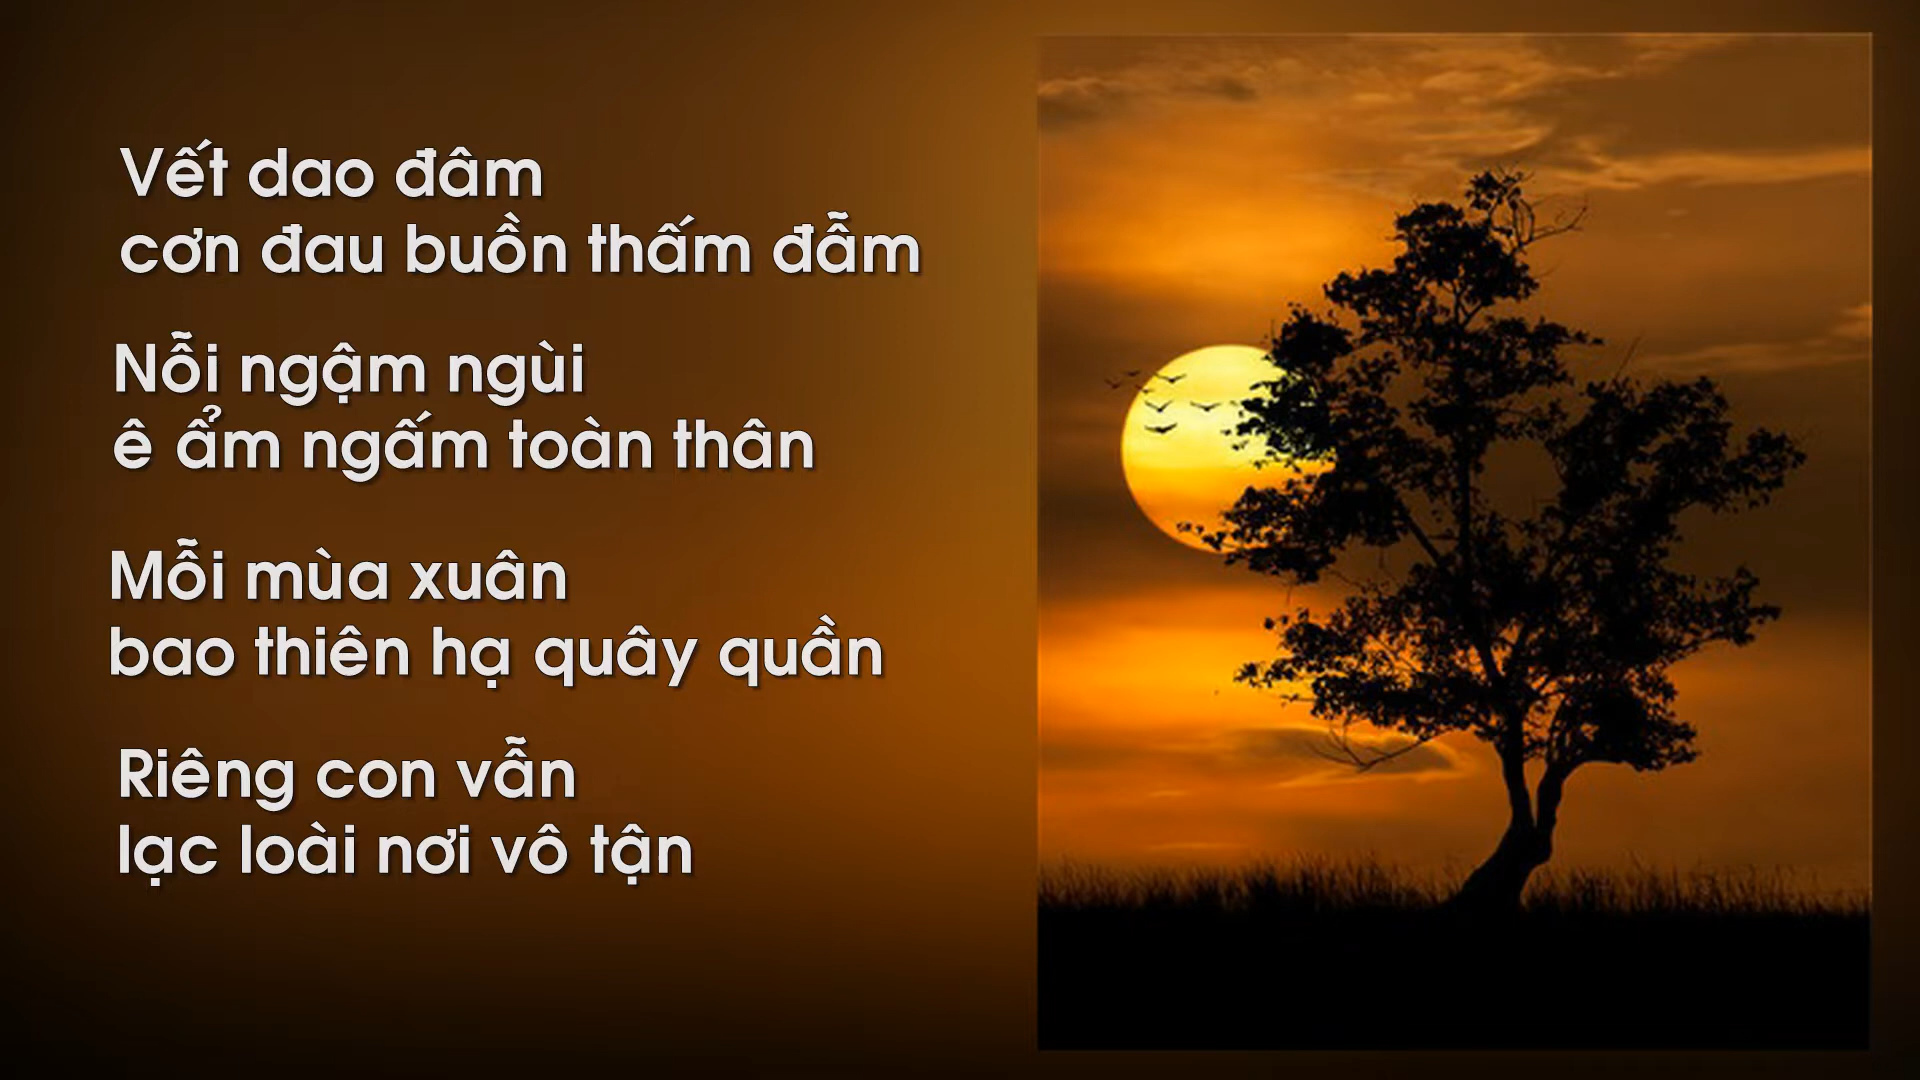 Vết dao đâm
cơn đau buồn thấm đẫm
Nỗi ngậm ngùi
ê ẩm ngấm toàn thân
Mỗi mùa xuân
bao thiên hạ quây quần
Riêng con vẫn
lạc loài nơi vô tận